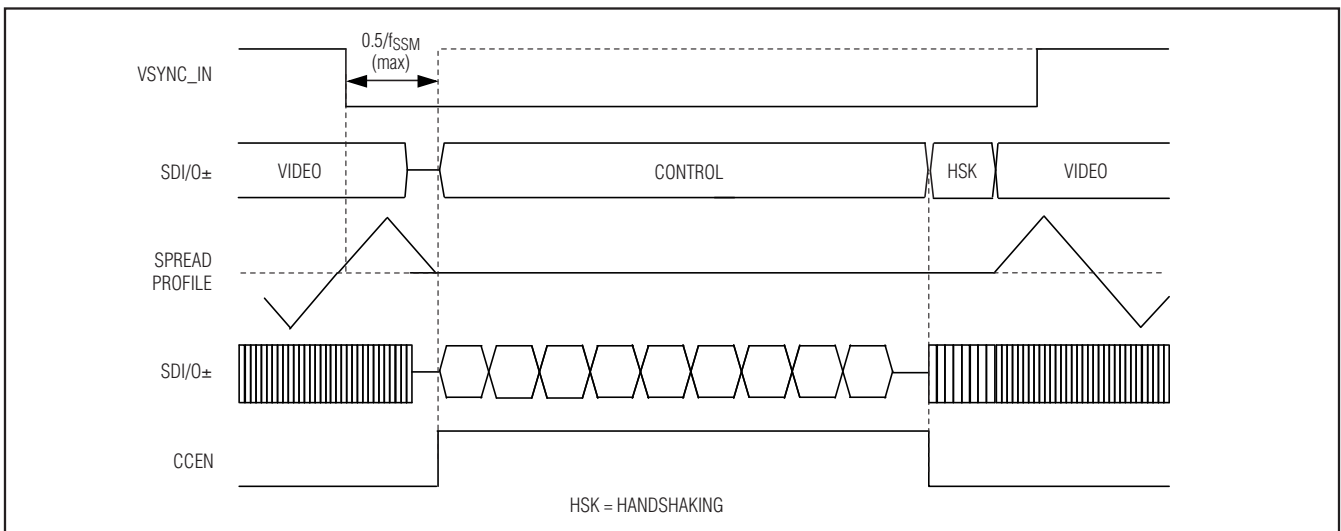 0.5/fSSM
(max)
VSYNC_IN
SDI/O±
VIDEO
CONTROL
HSK
VIDEO
SPREAD
PROFILE
SDI/O±
CCEN
HSK = HANDSHAKING